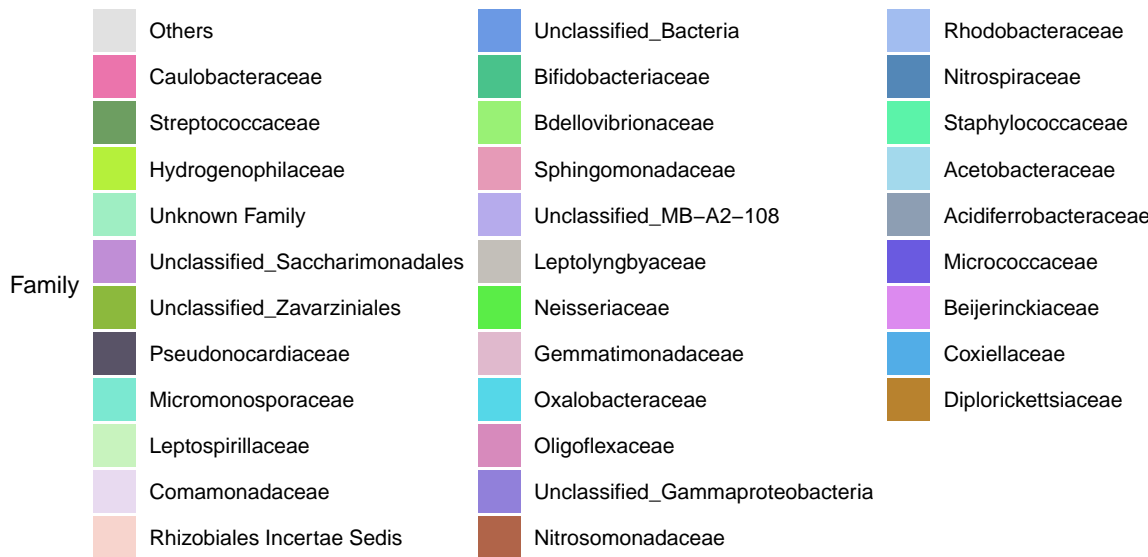 Family
Others
Caulobacteraceae
Streptococcaceae
Hydrogenophilaceae
Unknown Family
Unclassified_Saccharimonadales
Unclassified_Zavarziniales
Pseudonocardiaceae
Micromonosporaceae
Leptospirillaceae
Comamonadaceae
Rhizobiales Incertae Sedis
Unclassified_Bacteria
Bifidobacteriaceae
Bdellovibrionaceae
Sphingomonadaceae
Unclassified_MB−A2−108
Leptolyngbyaceae
Neisseriaceae
Gemmatimonadaceae
Oxalobacteraceae
Oligoflexaceae
Unclassified_Gammaproteobacteria
Nitrosomonadaceae
Rhodobacteraceae
Nitrospiraceae
Staphylococcaceae
Acetobacteraceae
Acidiferrobacteraceae
Micrococcaceae
Beijerinckiaceae
Coxiellaceae
Diplorickettsiaceae